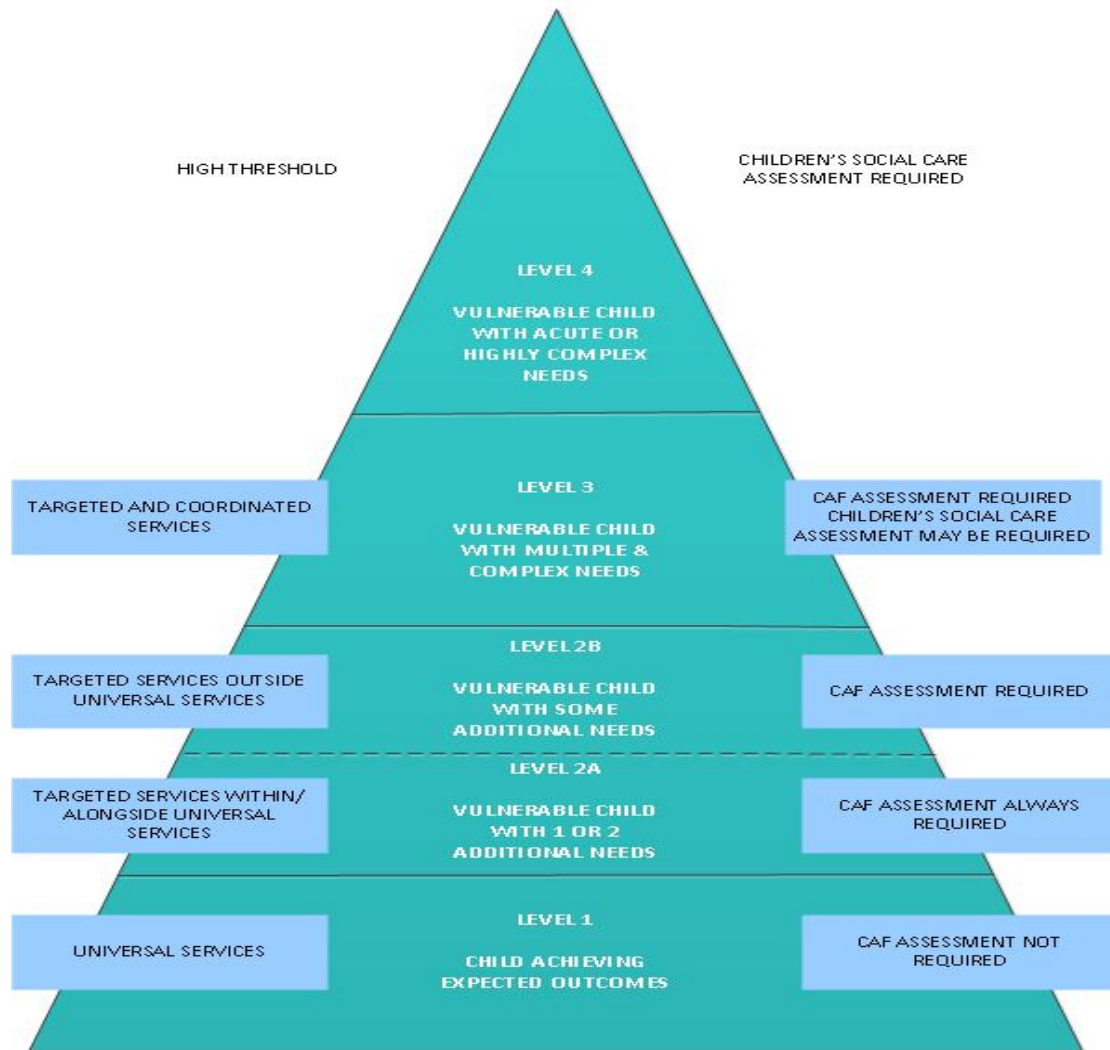 HIGH THRESHOLD
CHILDREN'S SOCIAL CARE
ASSESSMENT REQUIRED
LEVEL 4
VULNERABLE CHILD
WITH ACUTE OR
HIGHLY COMPLEX
NEEDS
TARGETED AND COORDINATED
SERVICES
LEVEL 3
VULNERABLE CHILD
WITH MULTIPLE &
COMPLEX NEEDS
CAF ASSESSMENT REQUIRED
CHILDREN'S SOCIAL CARE
ASSESSMENT MAY BE REQUIRED
TARGETED SERVICES OUTSIDE
UNIVERSAL SERVICES
LEVEL 2B
VULNERABLE CHILD
WITH SOME
ADDITIONAL NEEDS
CAF ASSESSMENT REQUIRED
TARGETED SERVICES WITHIN/
ALONGSIDE UNIVERSAL
SERVICES
LEVEL 2A
VULNERABLE CHILD
WITH 1 OR 2
ADDITIONAL NEEDS
CAF ASSESSMENT ALWAYS
REQUIRED
UNIVERSAL SERVICES
LEVEL 1
CHILD ACHIEVING
EXPECTED OUTCOMES
CAF ASSESSMENT NOT
REQUIRED